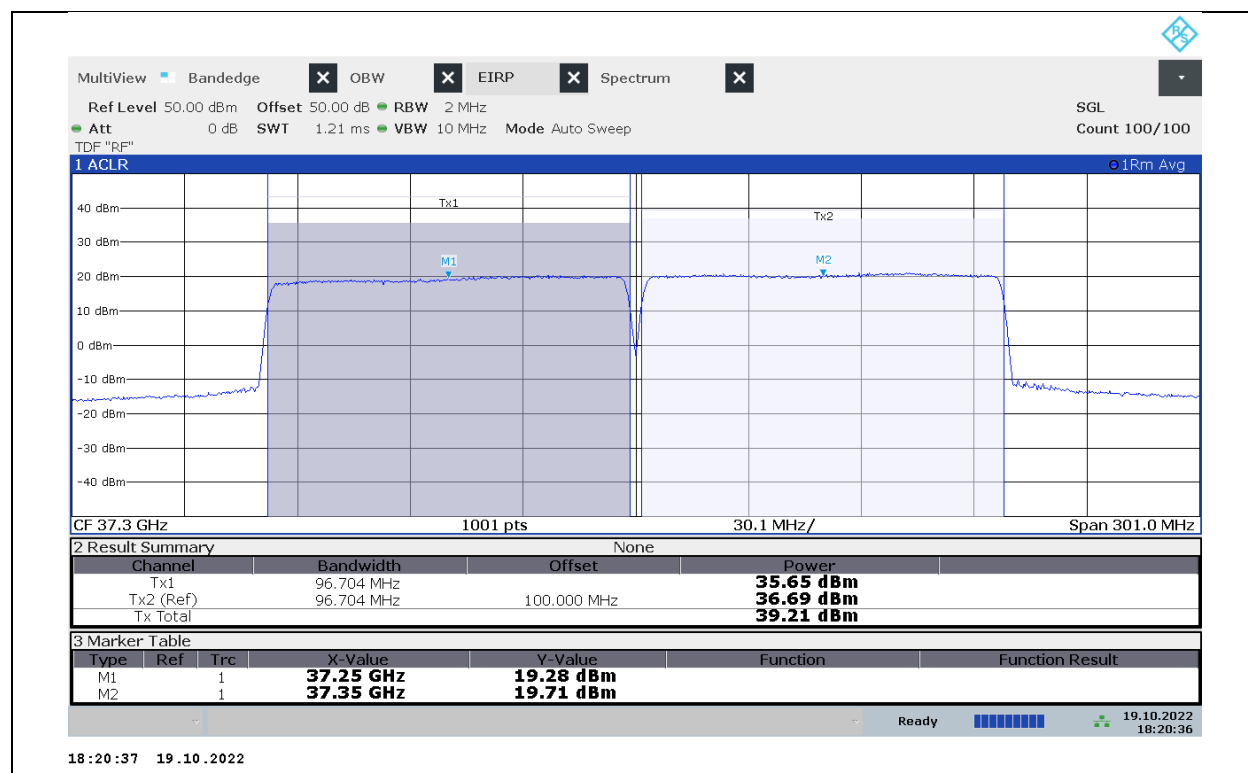 R&S
MultiView Bandedge X OBW X EIRP X Spectrum X
Ref Level 50.00 dBm Offset 50.00 dB RBW 2 MHz SGL
Att 0 dB SWT 1.21 ms VBW 10 MHz Mode Auto Sweep Count 100/100
TDF "RF"
1 ACLR 1Rm Avg
Tx1
40 dBm
Tx2
30 dBm
M1 M2
20 dBm
10 dBm
0 dBm
-10 dBm
-20 dBm
-30 dBm
-40 dBm
CF 37.3 GHz 1001 pts 30.1 MHz/ Span 301.0 MHz
2 Result Summary None
Channel Bandwidth Offset Power
Tx1 96.704 MHz 35.65 dBm
Tx2 (Ref) 96.704 MHz 100.000 MHz 36.69 dBm
Tx Total 39.21 dBm
3 Marker Table
Type Ref Trc X-Value Y-Value Function Function Result
M1 1 37.25 GHz 19.28 dBm
M2 1 37.35 GHz 19.71 dBm
Ready 19.10.2022
18:20:36
18:20:37 19.10.2022